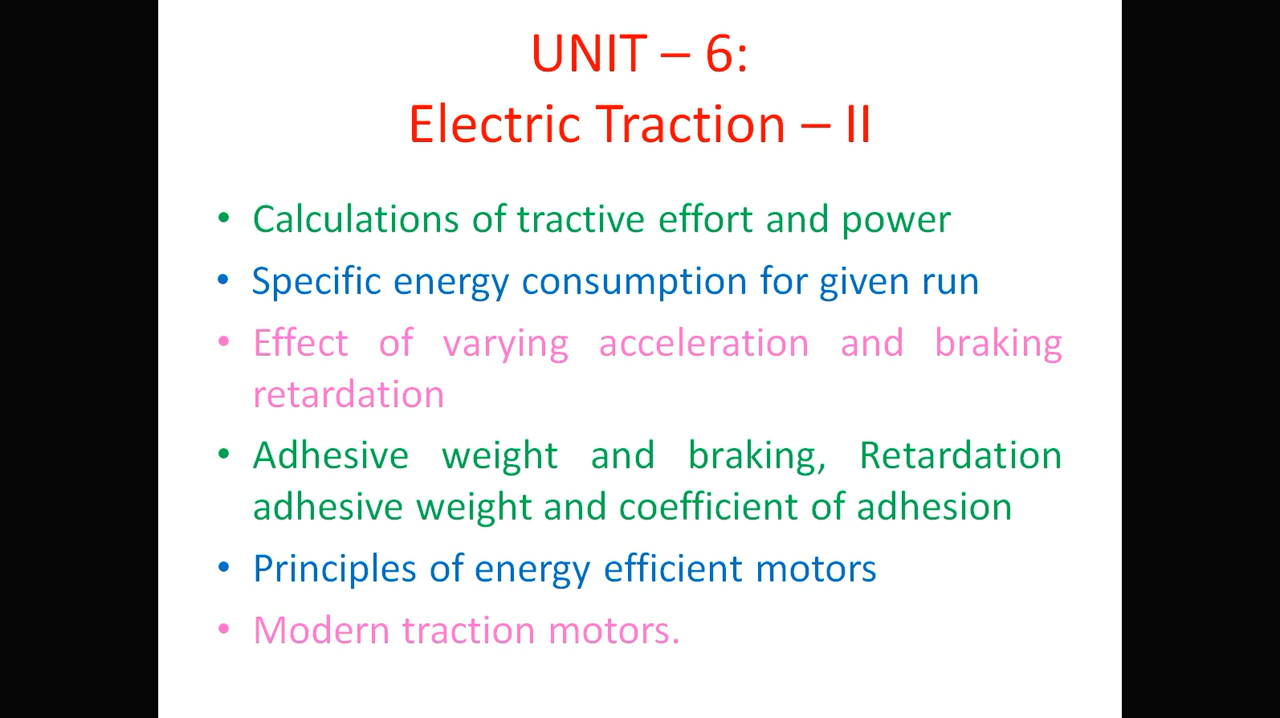 UNIT – 6:
Electric Traction – II
• Calculations of tractive effort and power
• Specific energy consumption for given run
• Effect of varying acceleration and braking
retardation
• Adhesive weight and braking, Retardation
adhesive weight and coefficient of adhesion
• Principles of energy efficient motors
• Modern traction motors.